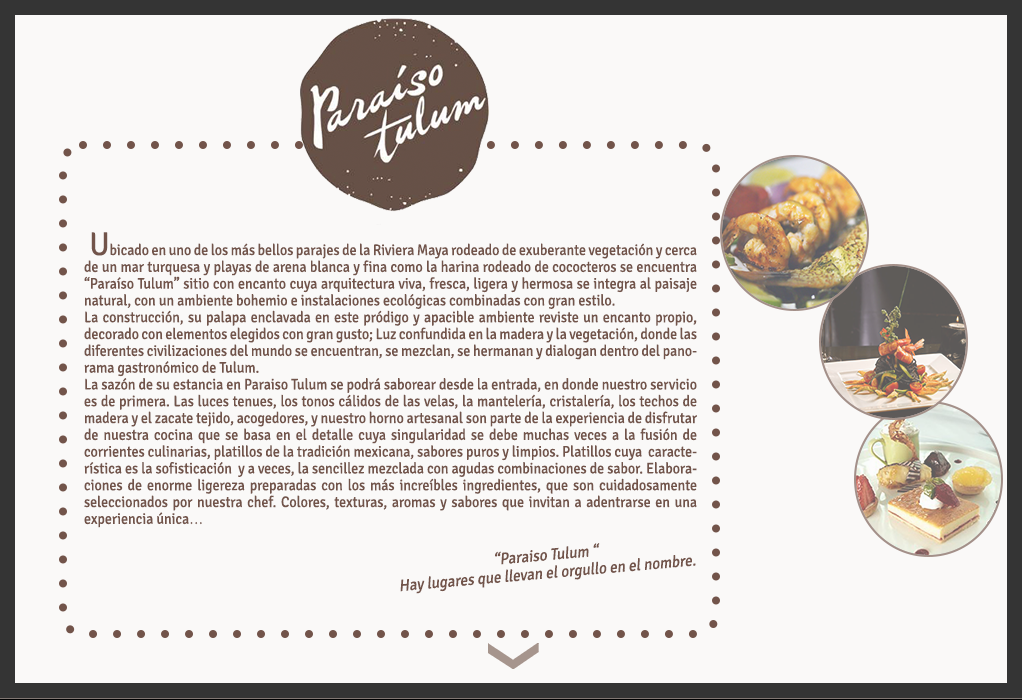 Paraíso
tulum
Ubicado en uno de los más bellos parajes de la Riviera Maya rodeado de exuberante vegetación y cerca
de un mar turquesa y playas de arena blanca y fina como la harina rodeado de cococteros se encuentra
“Paraíso Tulum” sitio con encanto cuya arquitectura viva, fresca, ligera y hermosa se integra al paisaje
natural, con un ambiente bohemio e instalaciones ecológicas combinadas con gran estilo.
La construcción, su palapa enclavada en este pródigo y apacible ambiente reviste un encanto propio,
decorado con elementos elegidos con gran gusto; Luz confundida en la madera y la vegetación, donde las
diferentes civilizaciones del mundo se encuentran, se mezclan, se hermanan y dialogan dentro del pano-
rama gastronómico de Tulum.
La sazón de su estancia en Paraiso Tulum se podrá saborear desde la entrada, en donde nuestro servicio
es de primera. Las luces tenues, los tonos cálidos de las velas, la mantelería, cristalería, los techos de
madera y el zacate tejido, acogedores, y nuestro horno artesanal son parte de la experiencia de disfrutar
de nuestra cocina que se basa en el detalle cuya singularidad se debe muchas veces a la fusión de
corrientes culinarias, platillos de la tradición mexicana, sabores puros y limpios. Platillos cuya caracte-
rística es la sofisticación y a veces, la sencillez mezclada con agudas combinaciones de sabor. Elabora-
ciones de enorme ligereza preparadas con los más increíbles ingredientes, que son cuidadosamente
seleccionados por nuestra chef. Colores, texturas, aromas y sabores que invitan a adentrarse en una
experiencia única...
“Paraiso Tulum “
Hay lugares que llevan el orgullo en el nombre.